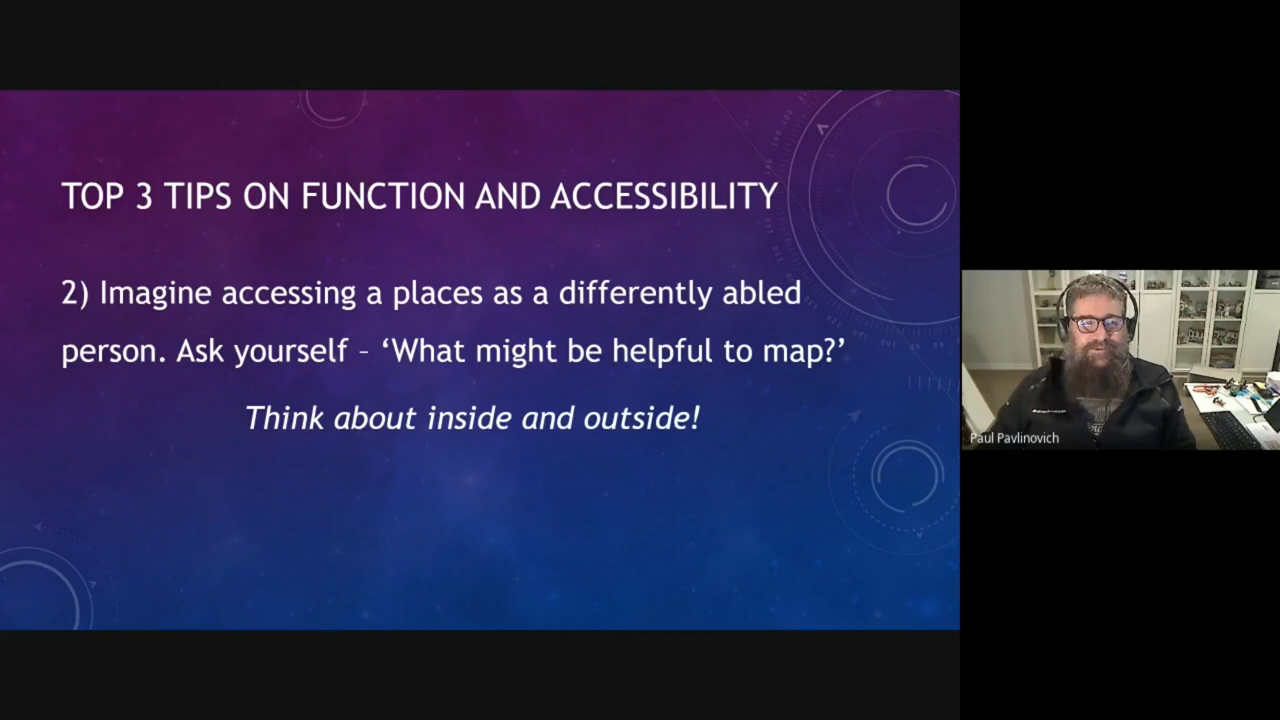 TOP 3 TIPS ON FUNCTION AND ACCESSIBILITY
2) Imagine accessing a places as a differently abled
person. Ask yourself – ‘What might be helpful to map?’
Think about inside and outside!
Paul Pavlinovich